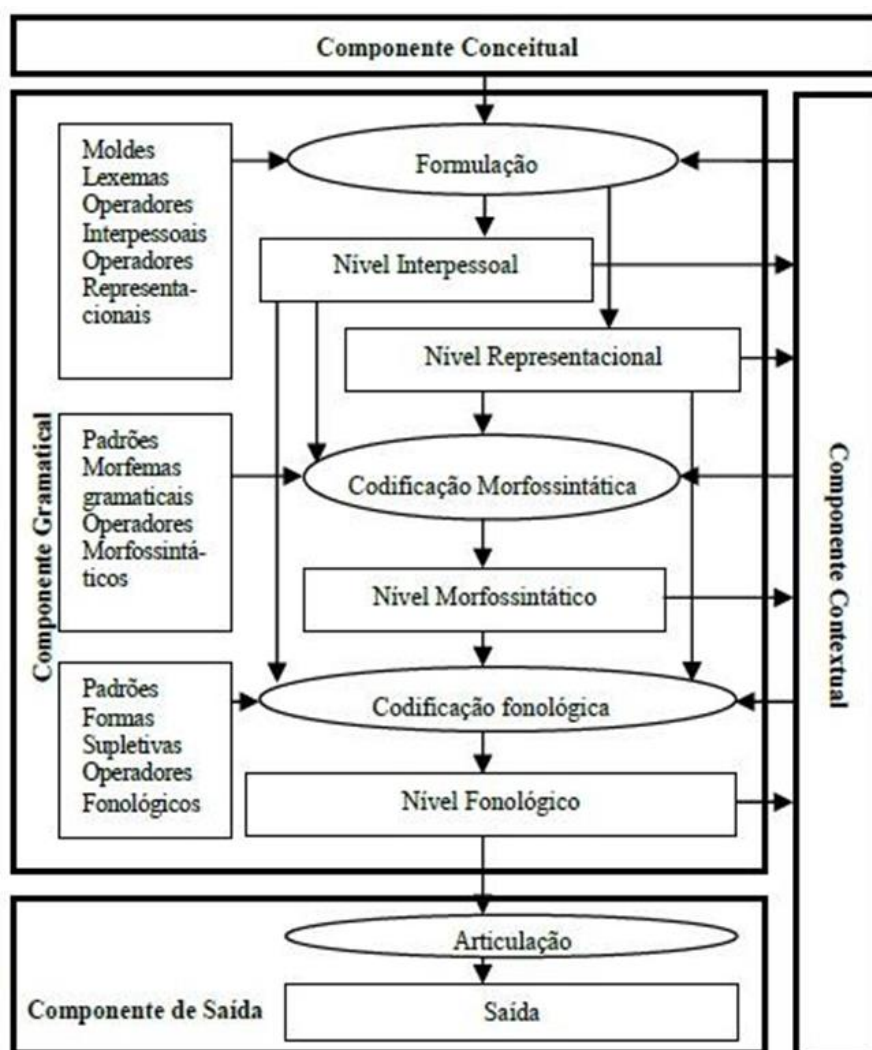 Componente Conceitual
Moldes
Lexemas
Operadores
Interpessoais
Operadores
Representa-
cionais
Formulação
Nível Interpessoal
Nível Representacional
Componente Gramatical
Padrões
Morfemas
gramaticais
Operadores
Morfossintá-
ticos
Codificação Morfossintática
Nível Morfossintático
Componente Contextual
Padrões
Formas
Supletivas
Operadores
Fonológicos
Codificação fonológica
Nível Fonológico
Articulação
Componente de Saída
Saída